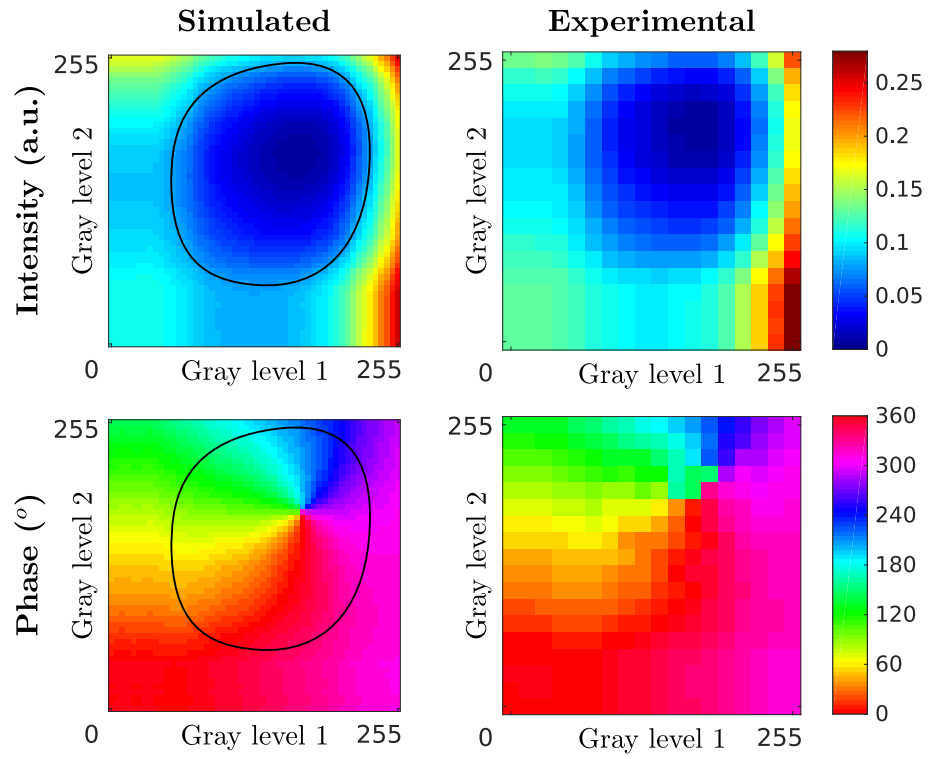 Simulated
Experimental
Intensity (a.u.)
255
Gray level 2
0
Gray level 1
255
255
Gray level 2
0
Gray level 1
255
0.25
0.2
0.15
0.1
0.05
0
Phase (º)
255
Gray level 2
0
Gray level 1
255
255
Gray level 2
0
Gray level 1
255
360
300
240
180
120
60
0